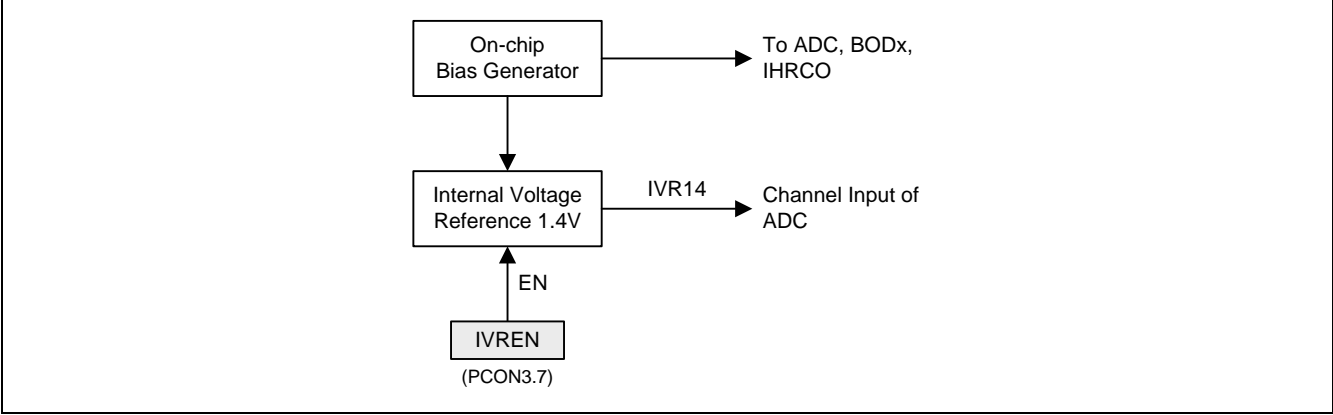 On-chip
Bias Generator
To ADC, BODx,
IHRCO
Internal Voltage
Reference 1.4V
IVR14
Channel Input of
ADC
EN
IVREN
(PCON3.7)